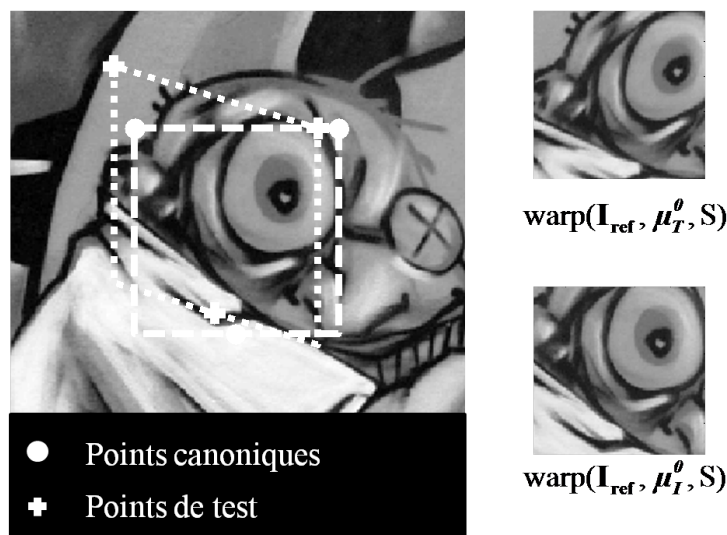 warp(I_ref, μ_T^0, S)
warp(I_ref, μ_I^0, S)
Points canoniques
Points de test